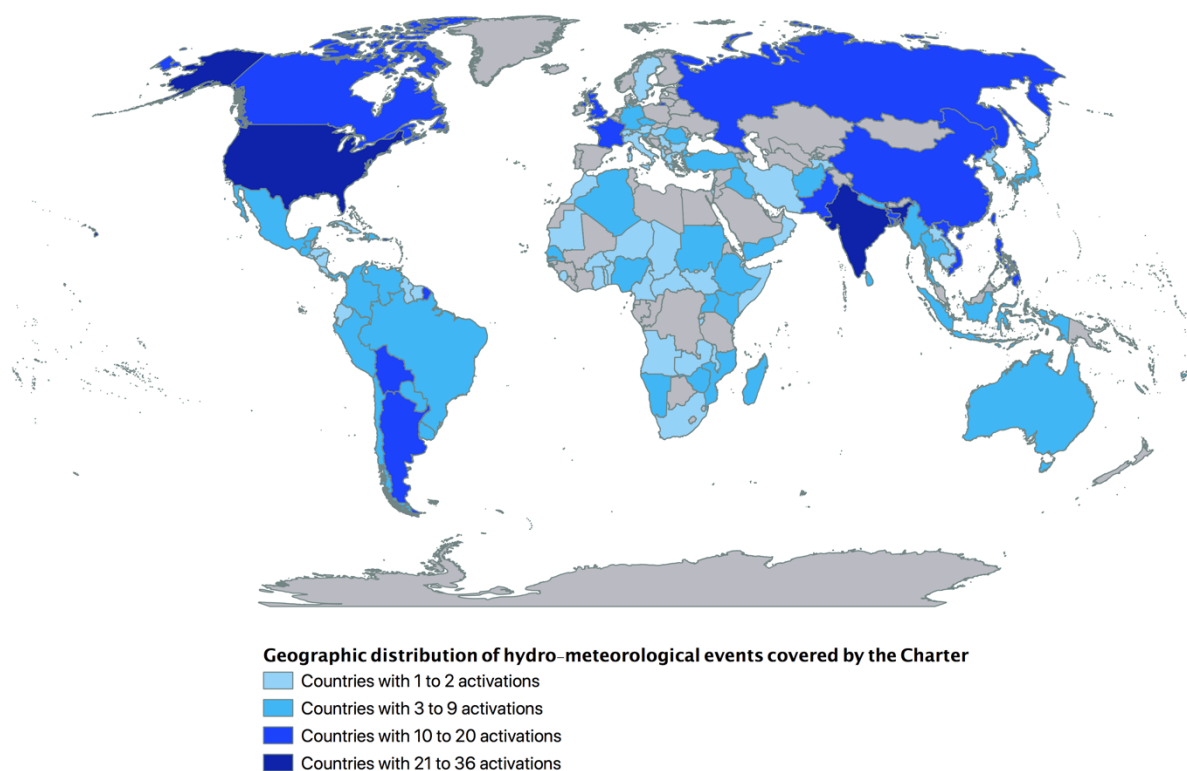 Geographic distribution of hydro-meteorological events covered by the Charter
Countries with 1 to 2 activations
Countries with 3 to 9 activations
Countries with 10 to 20 activations
Countries with 21 to 36 activations